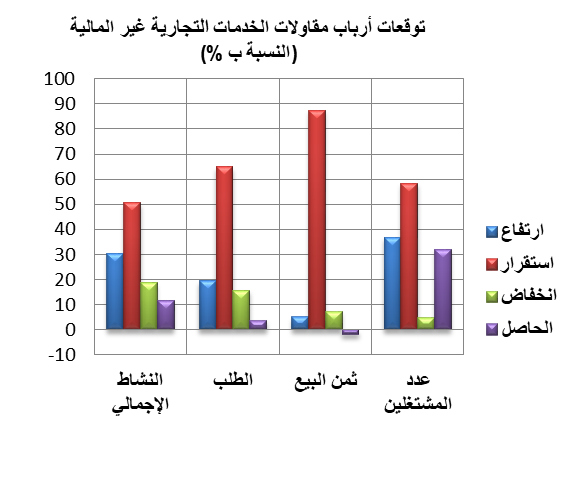 توقعات أرباب مقاولات الخدمات التجارية غير المالية
(النسبة ب %)
100
90
80
70
60
50
40
30
20
10
0
-10
ارتفاع
استقرار
انخفاض
الحاصل
النشاط
الإجمالي
الطلب
ثمن البيع
عدد
المشتغلين